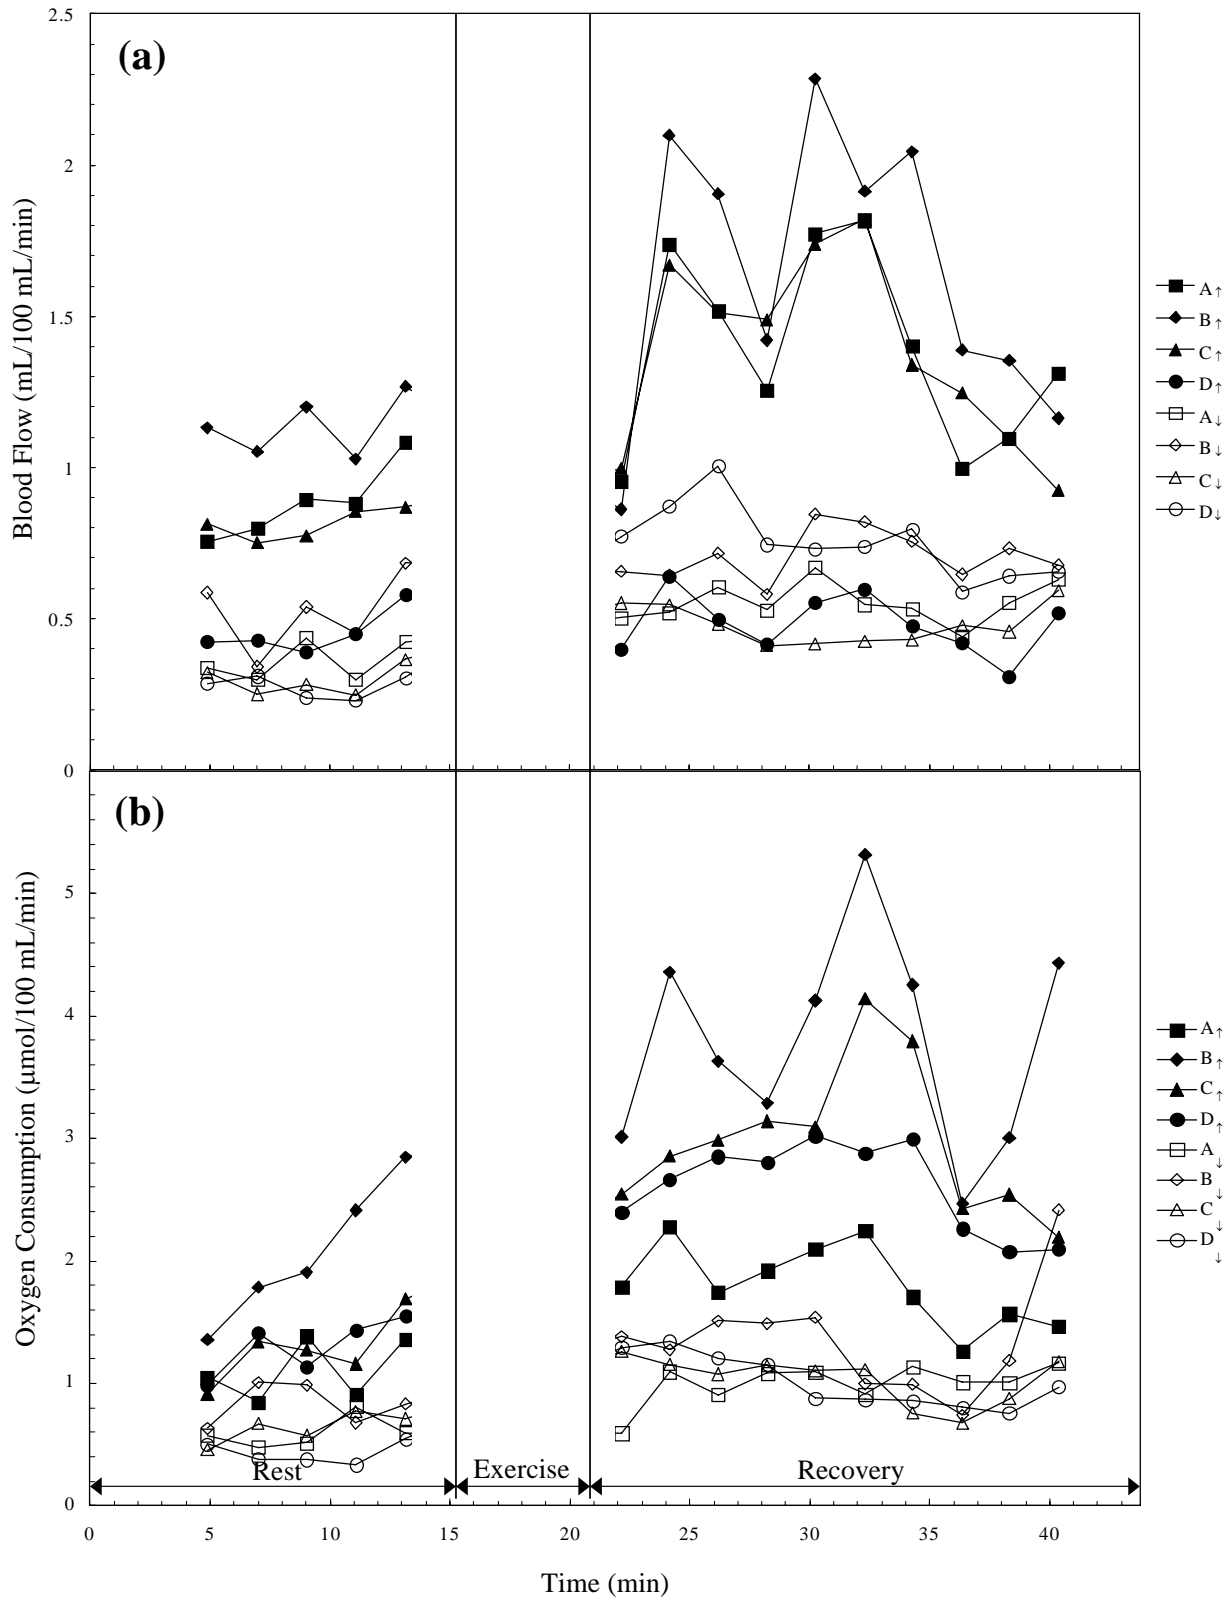 2.5
(a)
2
1.5
1
0.5
0
Blood Flow (mL/100 mL/min)
A↑
B↑
C↑
D↑
A↓
B↓
C↓
D↓
(b)
5
4
3
2
1
0
Oxygen Consumption (μmol/100 mL/min)
A↑
B↑
C↑
D↑
A↓
B↓
C↓
D↓
Rest
Exercise
Recovery
0 5 10 15 20 25 30 35 40
Time (min)